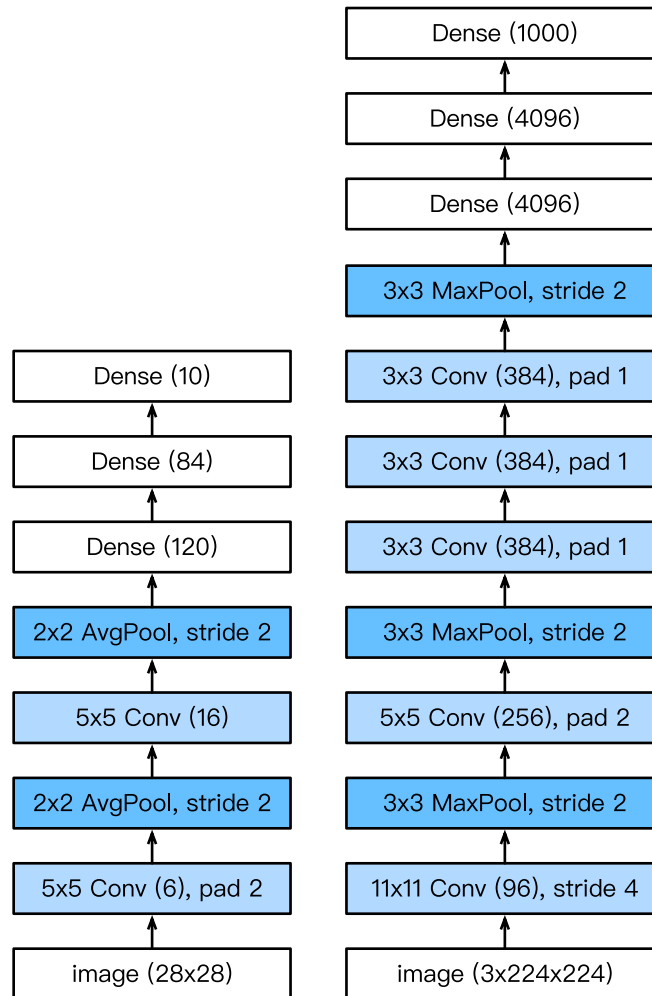 Dense (10)
Dense (84)
Dense (120)
2x2 AvgPool, stride 2
5x5 Conv (16)
2x2 AvgPool, stride 2
5x5 Conv (6), pad 2
image (28x28)
Dense (1000)
Dense (4096)
Dense (4096)
3x3 MaxPool, stride 2
3x3 Conv (384), pad 1
3x3 Conv (384), pad 1
3x3 Conv (384), pad 1
3x3 MaxPool, stride 2
5x5 Conv (256), pad 2
3x3 MaxPool, stride 2
11x11 Conv (96), stride 4
image (3x224x224)